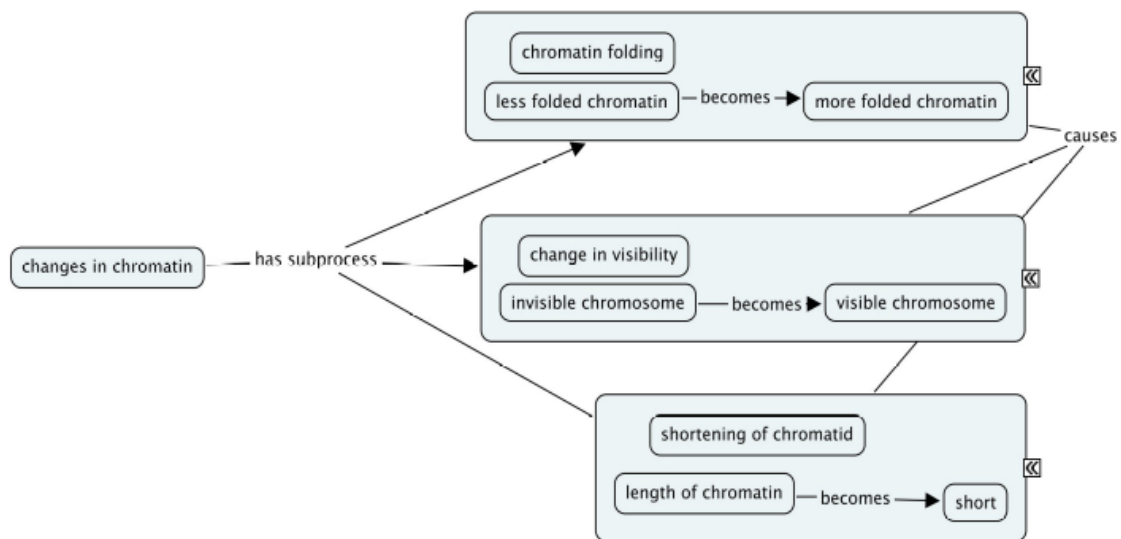 chromatin folding
less folded chromatin becomes more folded chromatin
causes
changes in chromatin has subprocess
change in visibility
invisible chromosome becomes visible chromosome
shortening of chromatid
length of chromatin becomes short